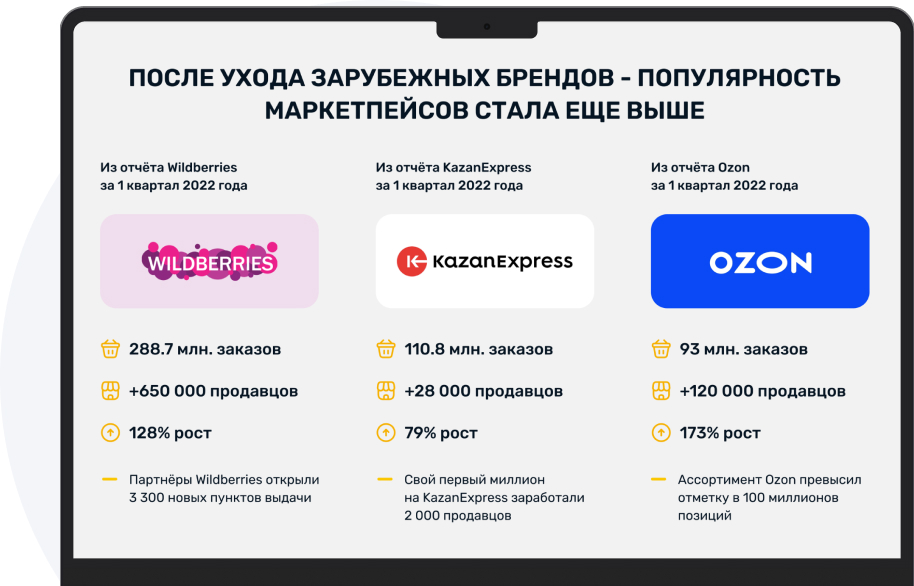 ПОСЛЕ УХОДА ЗАРУБЕЖНЫХ БРЕНДОВ - ПОПУЛЯРНОСТЬ
МАРКЕТПЕЙСОВ СТАЛА ЕЩЕ ВЫШЕ
Из отчёта Wildberries
за 1 квартал 2022 года
WILDBERRIES
288.7 млн. заказов
+650 000 продавцов
128% рост
Партнёры Wildberries открыли
3 300 новых пунктов выдачи
Из отчёта KazanExpress
за 1 квартал 2022 года
K KazanExpress
110.8 млн. заказов
+28 000 продавцов
79% рост
Свой первый миллион
на KazanExpress заработали
2 000 продавцов
Из отчёта Ozon
за 1 квартал 2022 года
OZON
93 млн. заказов
+120 000 продавцов
173% рост
Ассортимент Ozon превысил
отметку в 100 миллионов
позиций